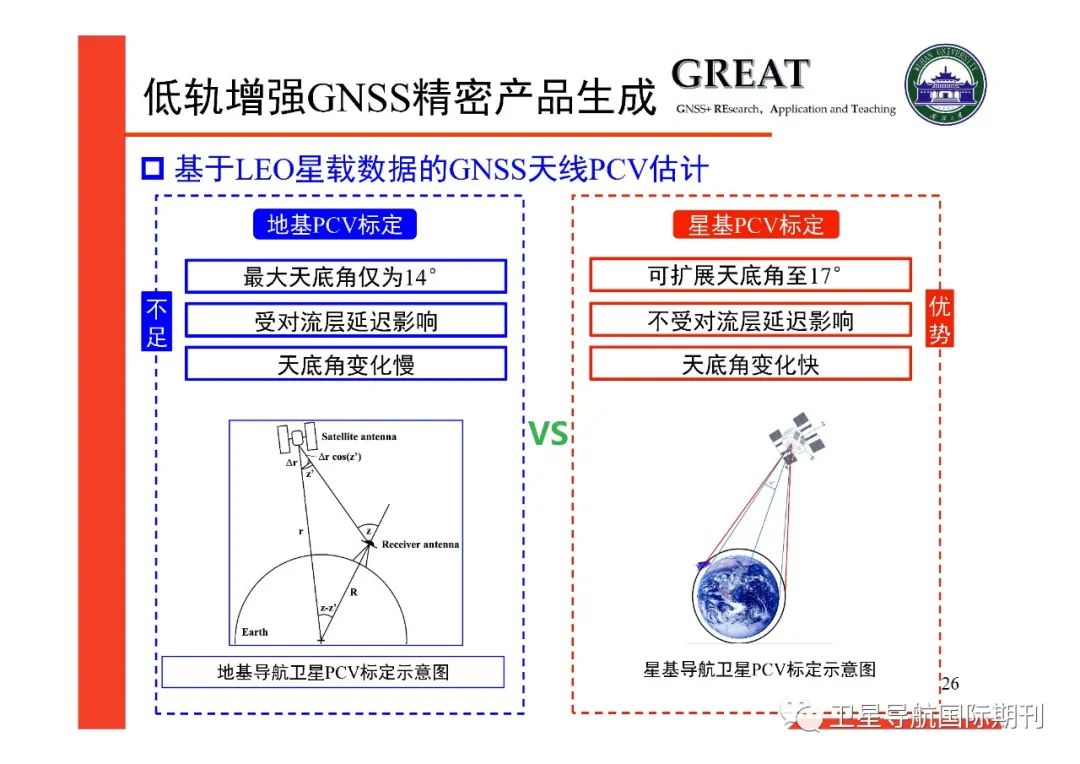 低轨增强GNSS精密产品生成
GREAT
GNSS+ REsearch, Application and Teaching
WUHAN UNIVERSITY
基于LEO星载数据的GNSS天线PCV估计
地基PCV标定
不足
最大天底角仅为14°
受对流层延迟影响
天底角变化慢
Satellite antenna
Δr
Δr cos(z')
z'
r
z
Receiver antenna
R
z-z'
Earth
地基导航卫星PCV标定示意图
VS
星基PCV标定
优势
可扩展天底角至17°
不受对流层延迟影响
天底角变化快
星基导航卫星PCV标定示意图
26
卫星导航国际期刊